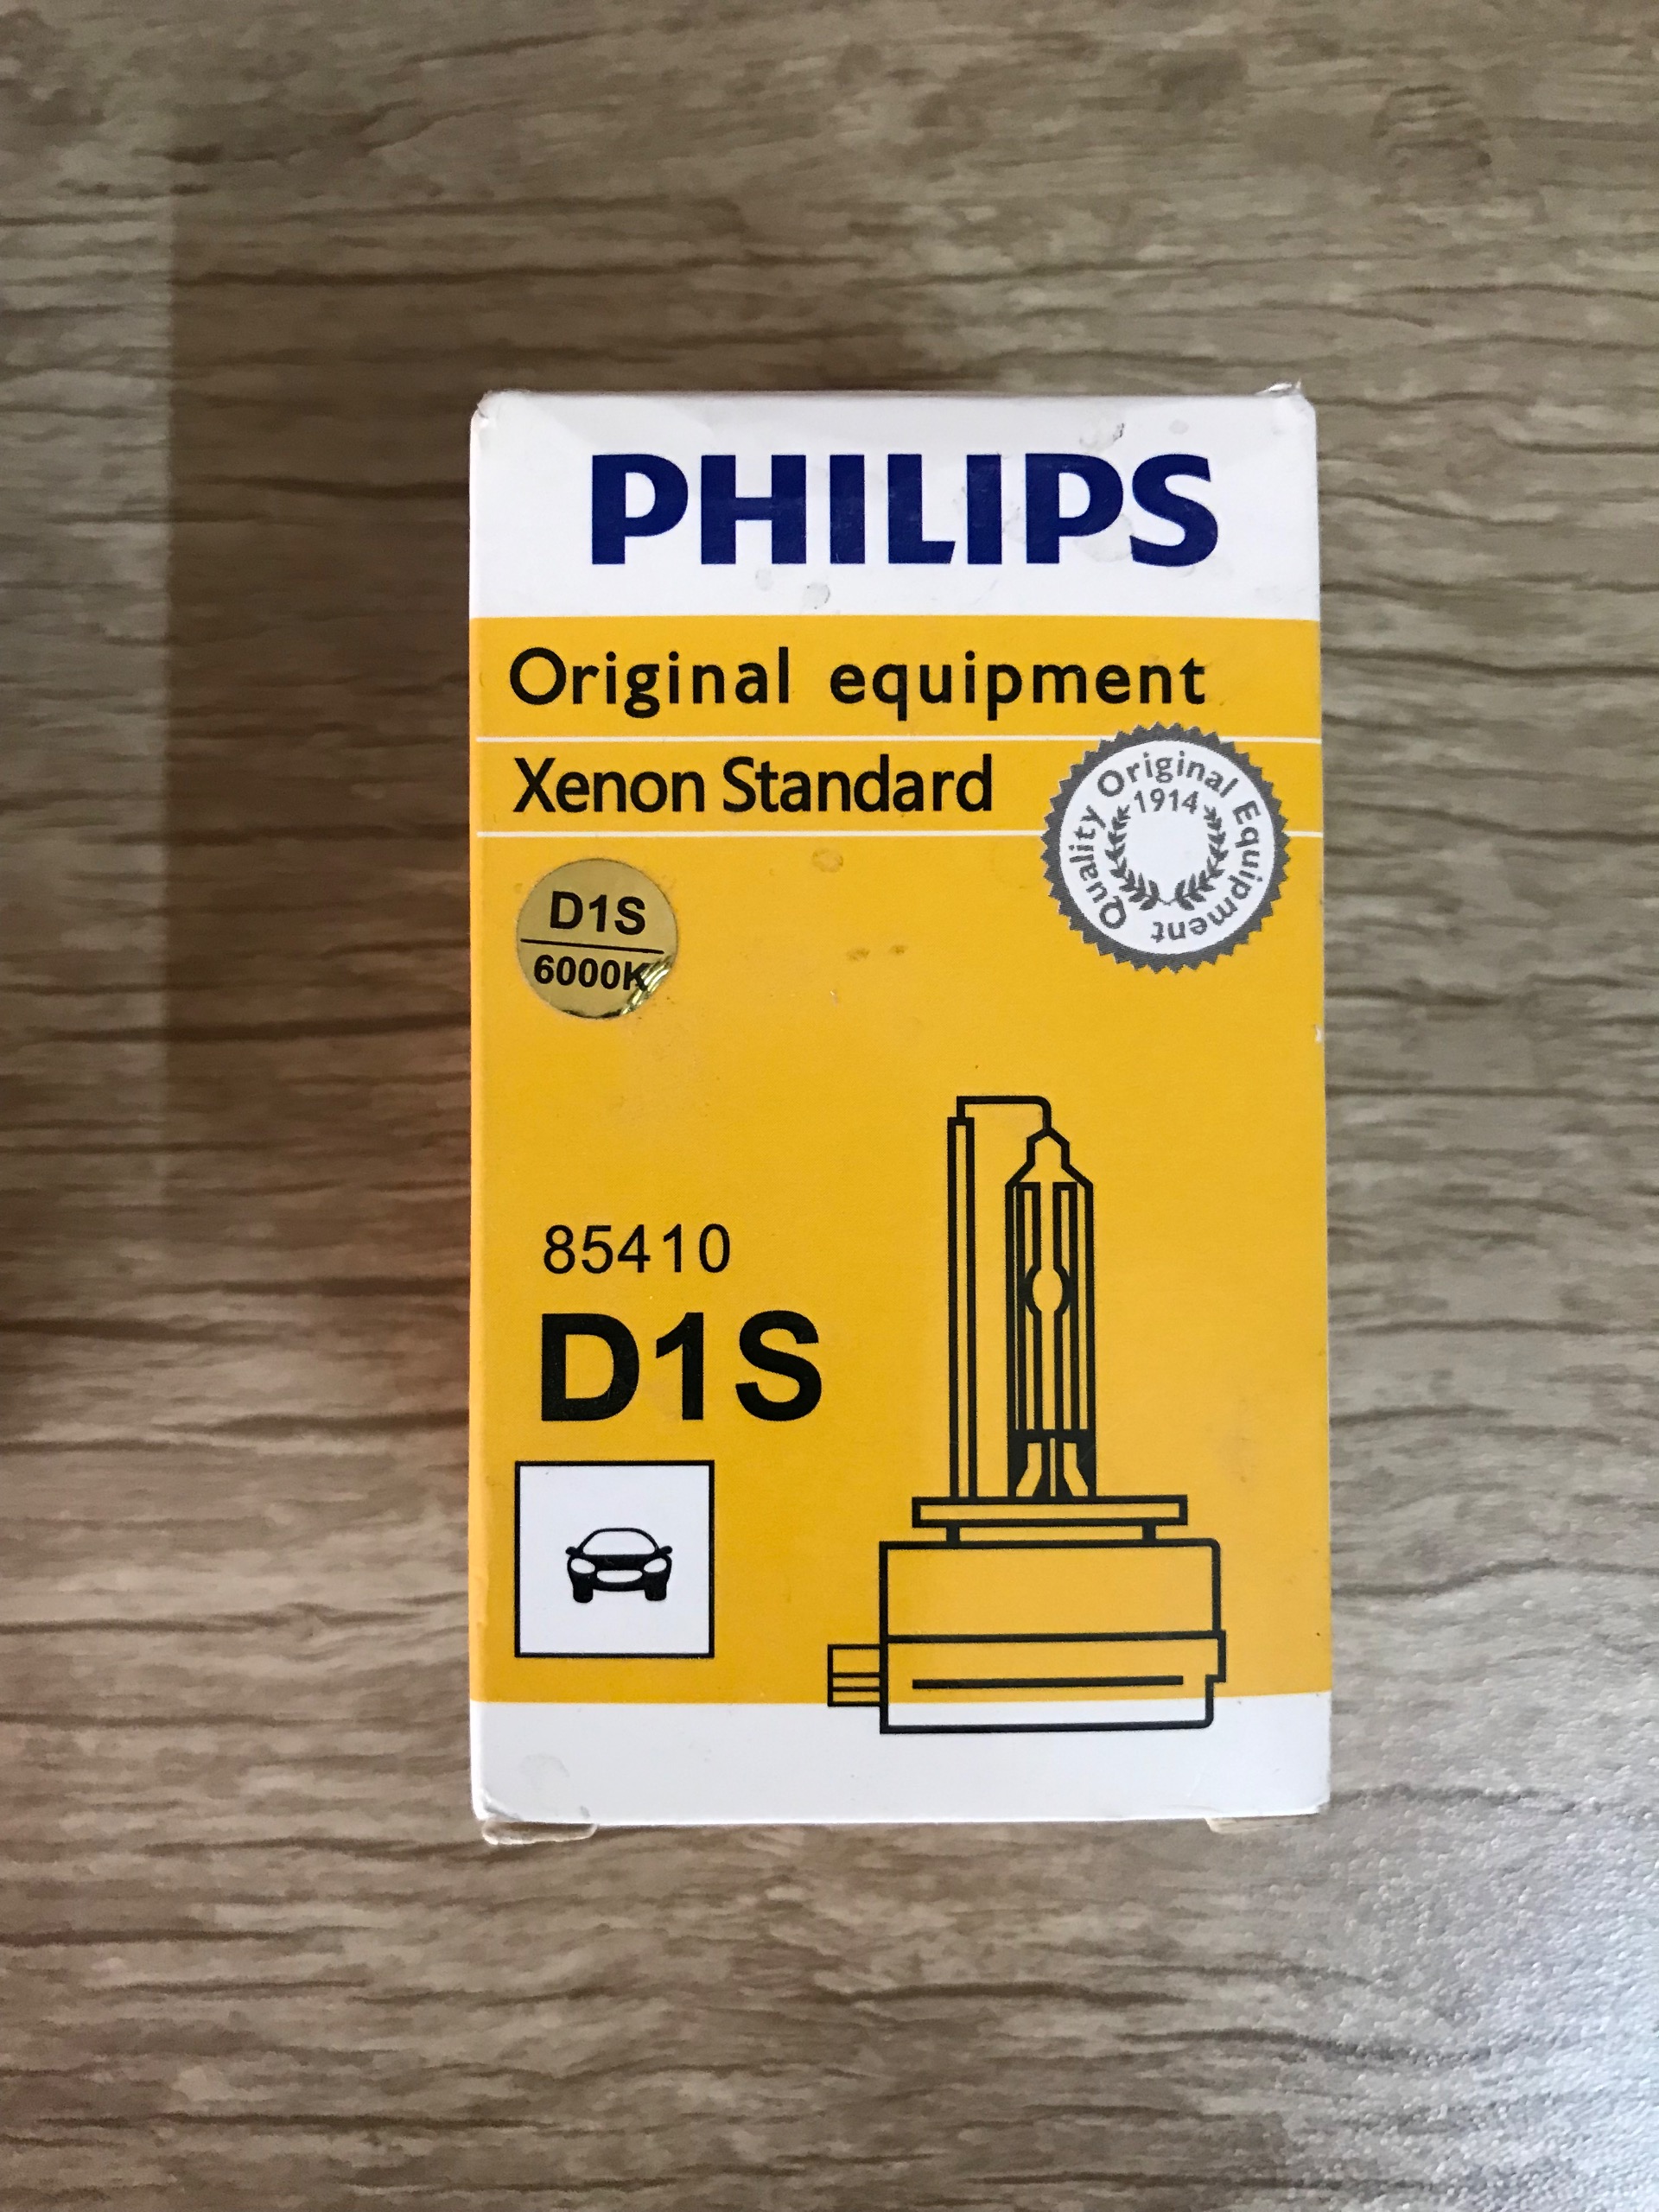 PHILIPS
Original equipment
Xenon Standard
Quality Original Equipment
1914
D1S
6000K
85410
D1S